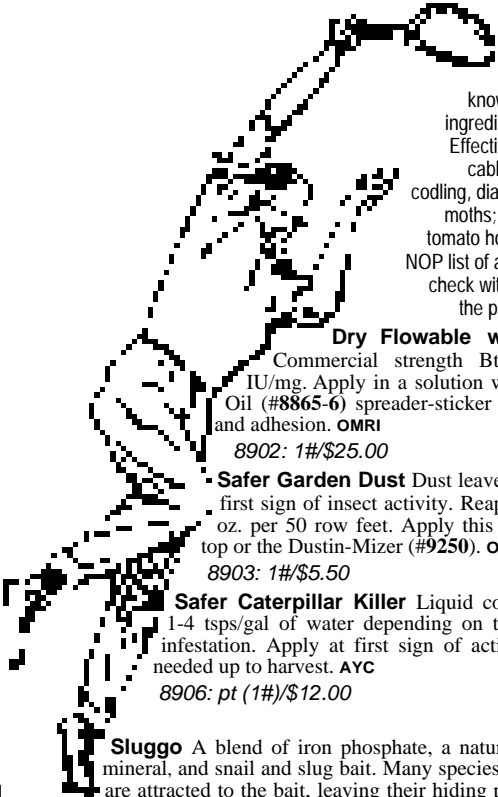 know
ingredi
Effecti
cabb
codling, dia
moths;
tomato ho
NOP list of a
check wit
the p
Dry Flowable w
Commercial strength Bt
IU/mg. Apply in a solution w
Oil (#8865-6) spreader-sticker
and adhesion. OMRI
8902: 1#/$25.00
Safer Garden Dust Dust leave
first sign of insect activity. Reap
oz. per 50 row feet. Apply this
top or the Dustin-Mizer (#9250). O
8903: 1#/$5.50
Safer Caterpillar Killer Liquid co
1-4 tsps/gal of water depending on t
infestation. Apply at first sign of acti
needed up to harvest. AYC
8906: pt (1#)/$12.00
Sluggo A blend of iron phosphate, a natur
mineral, and snail and slug bait. Many species
are attracted to the bait, leaving their hiding